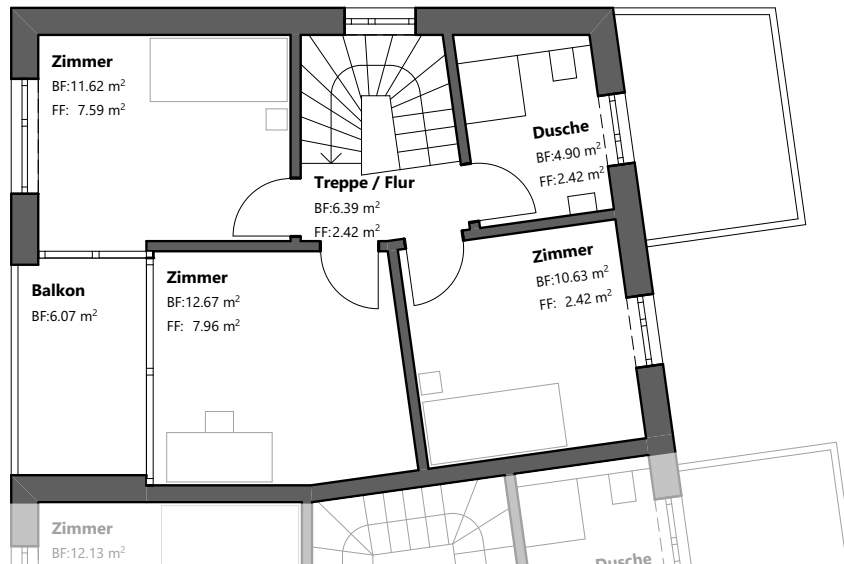 Zimmer
BF:11.62 m²
FF: 7.59 m²
Dusche
BF:4.90 m²
FF:2.42 m²
Treppe / Flur
BF:6.39 m²
FF:2.42 m²
Zimmer
BF:12.67 m²
FF: 7.96 m²
Zimmer
BF:10.63 m²
FF: 2.42 m²
Balkon
BF:6.07 m²
Zimmer
BF:12.13 m²
Dusche